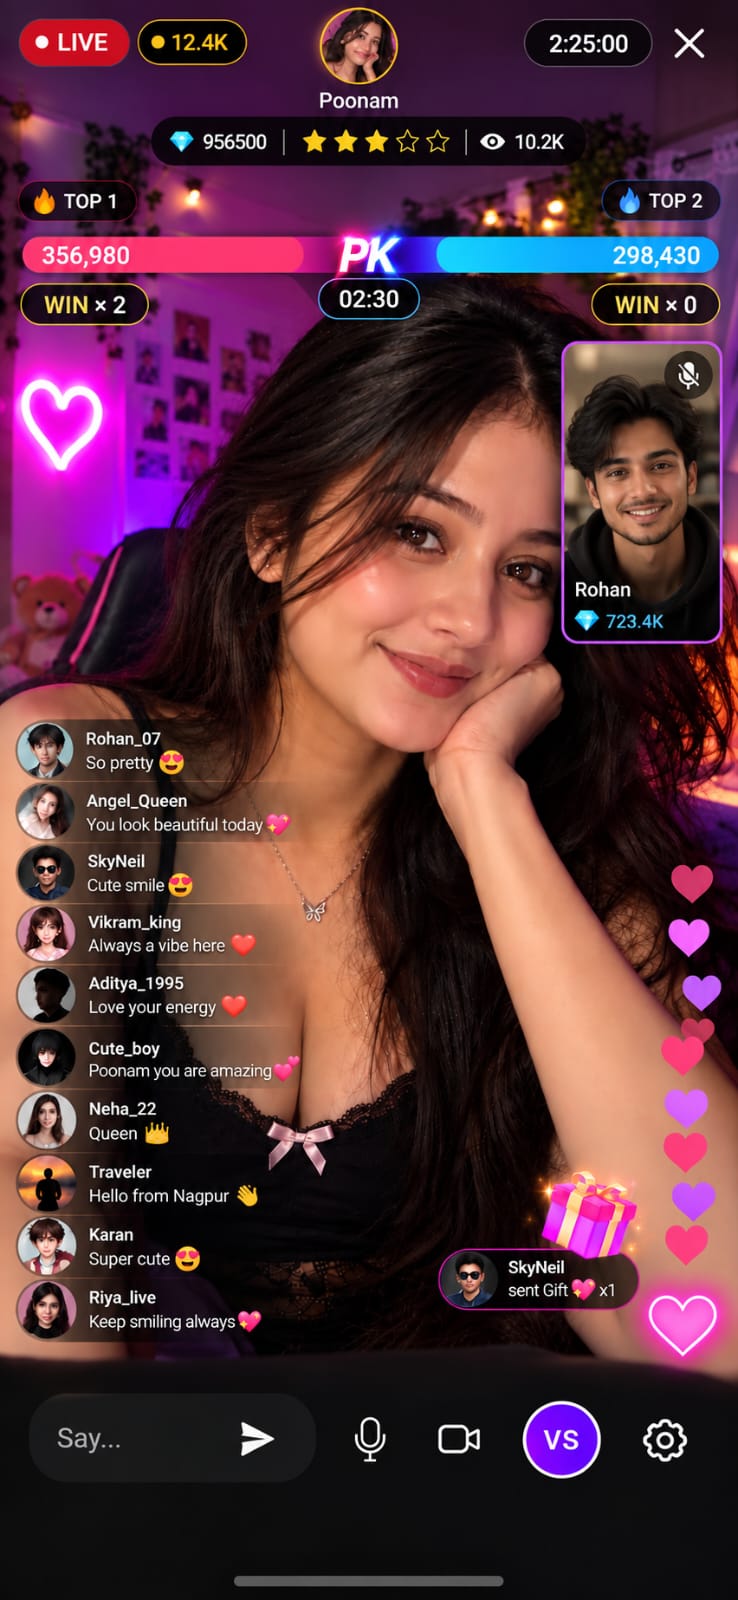 LIVE
12.4K
2:25:00
Poonam
956500
10.2K
TOP 1
TOP 2
356,980
PK
298,430
WIN × 2
02:30
WIN × 0
Rohan
723.4K
Rohan_07
So pretty 😍
Angel_Queen
You look beautiful today 💖
SkyNeil
Cute smile 😍
Vikram_king
Always a vibe here ❤️
Aditya_1995
Love your energy ❤️
Cute_boy
Poonam you are amazing 💕
Neha_22
Queen 👑
Traveler
Hello from Nagpur 👋
Karan
Super cute 😍
Riya_live
Keep smiling always 💖
SkyNeil
sent Gift 💖 x1
Say...
VS